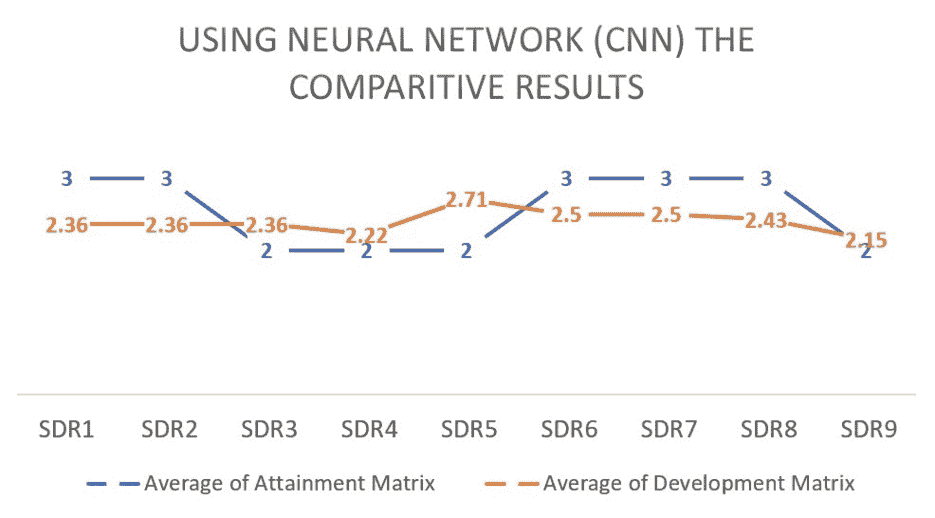 USING NEURAL NETWORK (CNN) THE
COMPARITIVE RESULTS
3 3 3 3 3
2.36 2.36 2.36 2.22 2.71 2.5 2.5 2.43 2.15
2 2 2 2
SDR1 SDR2 SDR3 SDR4 SDR5 SDR6 SDR7 SDR8 SDR9
Average of Attainment Matrix Average of Development Matrix